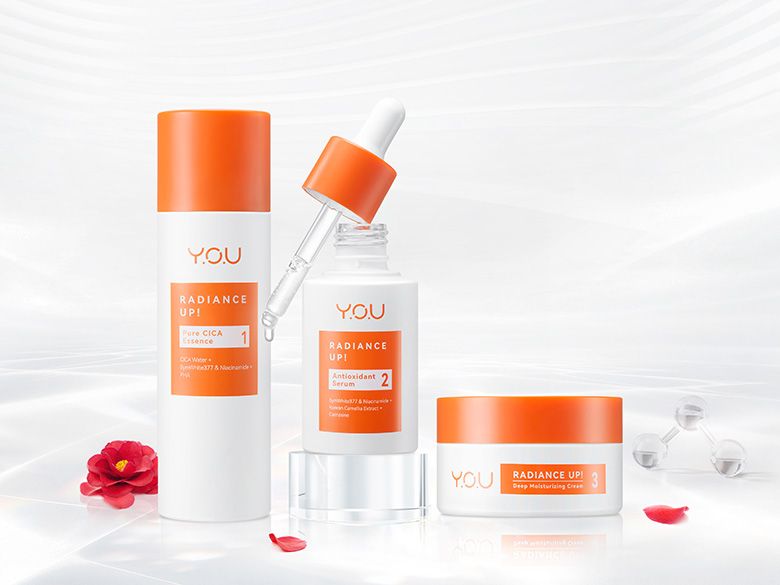 Y.O.U
RADIANCE
UP!
Pure CICA
Essence
1
CICA Water +
SymWhite377 & Niacinamide +
PHA
Y.O.U
RADIANCE
UP!
Antioxidant
Serum
2
SymWhite377 & Niacinamide +
Camellia Extract +
Y.O.U
RADIANCE UP!
Deep Moisturizing Cream
3